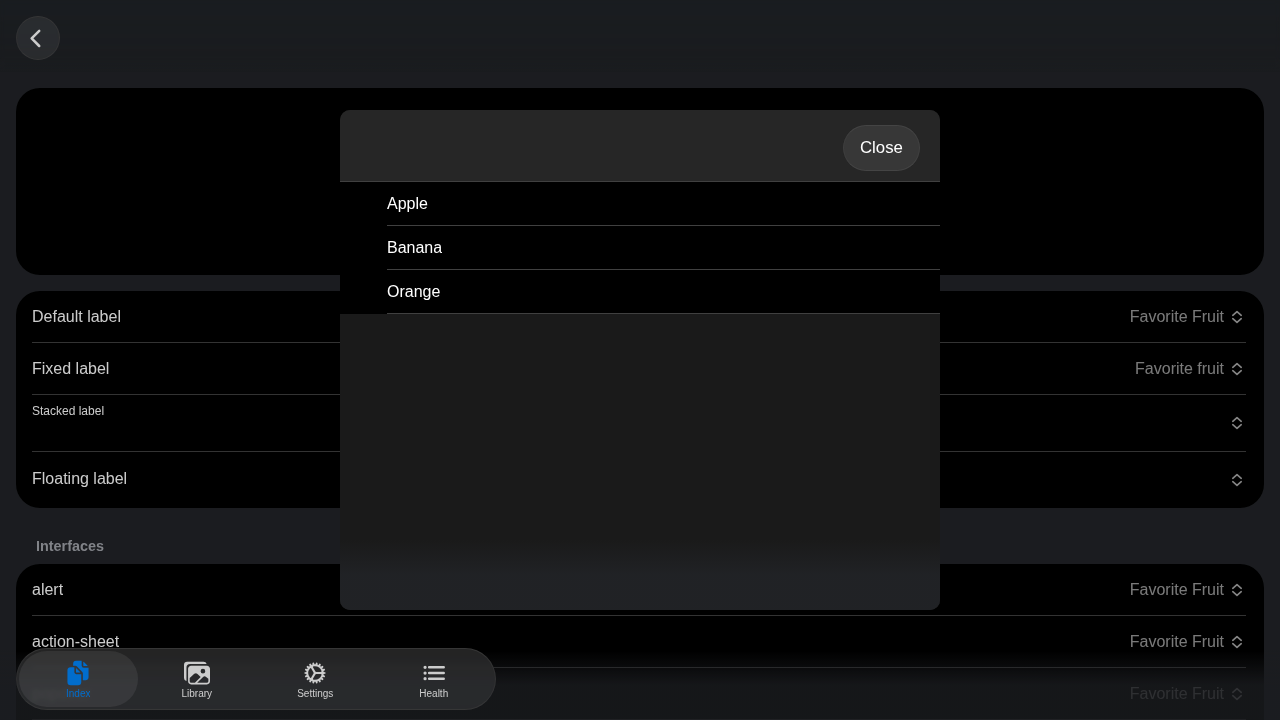 Close
Apple
Banana
Orange
Default label Favorite Fruit
Fixed label Favorite fruit
Stacked label
Floating label
Interfaces
alert Favorite Fruit
action-sheet Favorite Fruit
Favorite Fruit
Index Library Settings Health